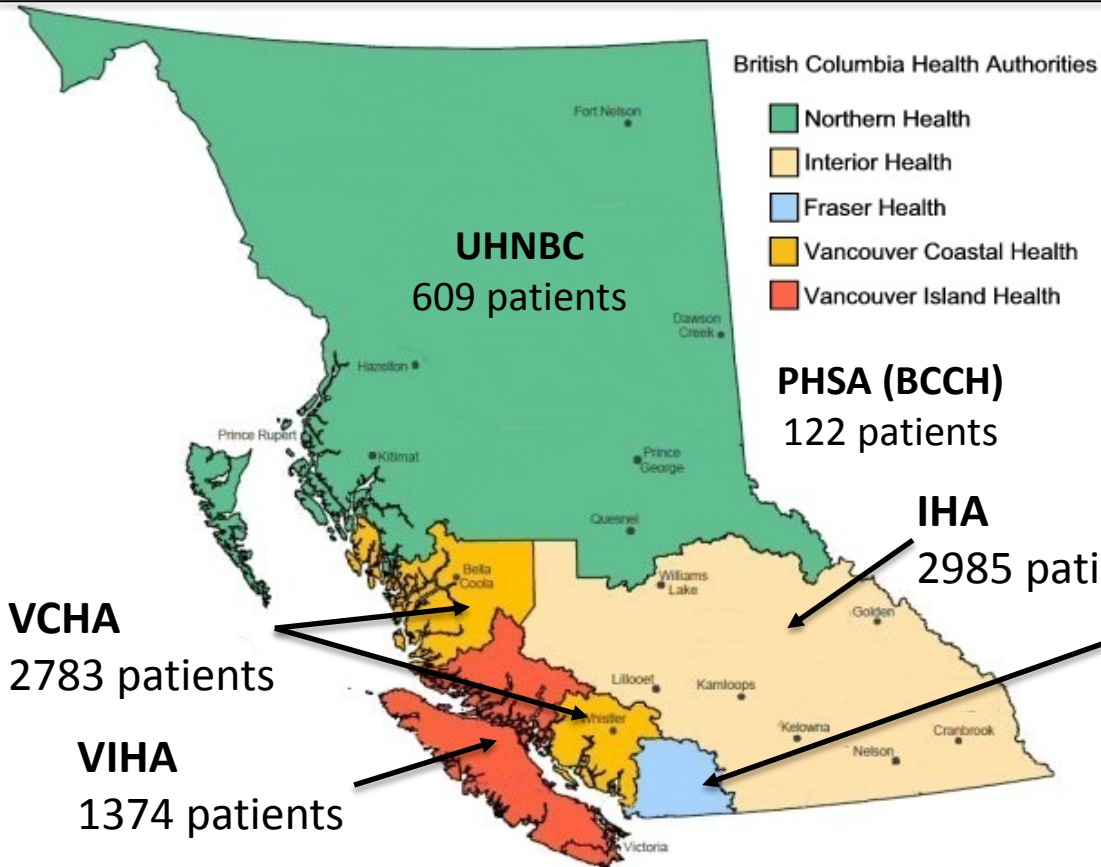 British Columbia Health Authorities
Northern Health
Interior Health
Fraser Health
Vancouver Coastal Health
Vancouver Island Health
Fort Nelson
UHNBC
609 patients
Dawson
Creek
Hazelton
PHSA (BCCH)
122 patients
Prince Rupert
Kitimat
Prince
George
Quesnel
IHA
2985 pati
Bella
Coola
Williams
Lake
Golden
VCHA
2783 patients
Lillooet
Kamloops
Whistler
Kelowna
Cranbrook
Nelson
VIHA
1374 patients
Victoria